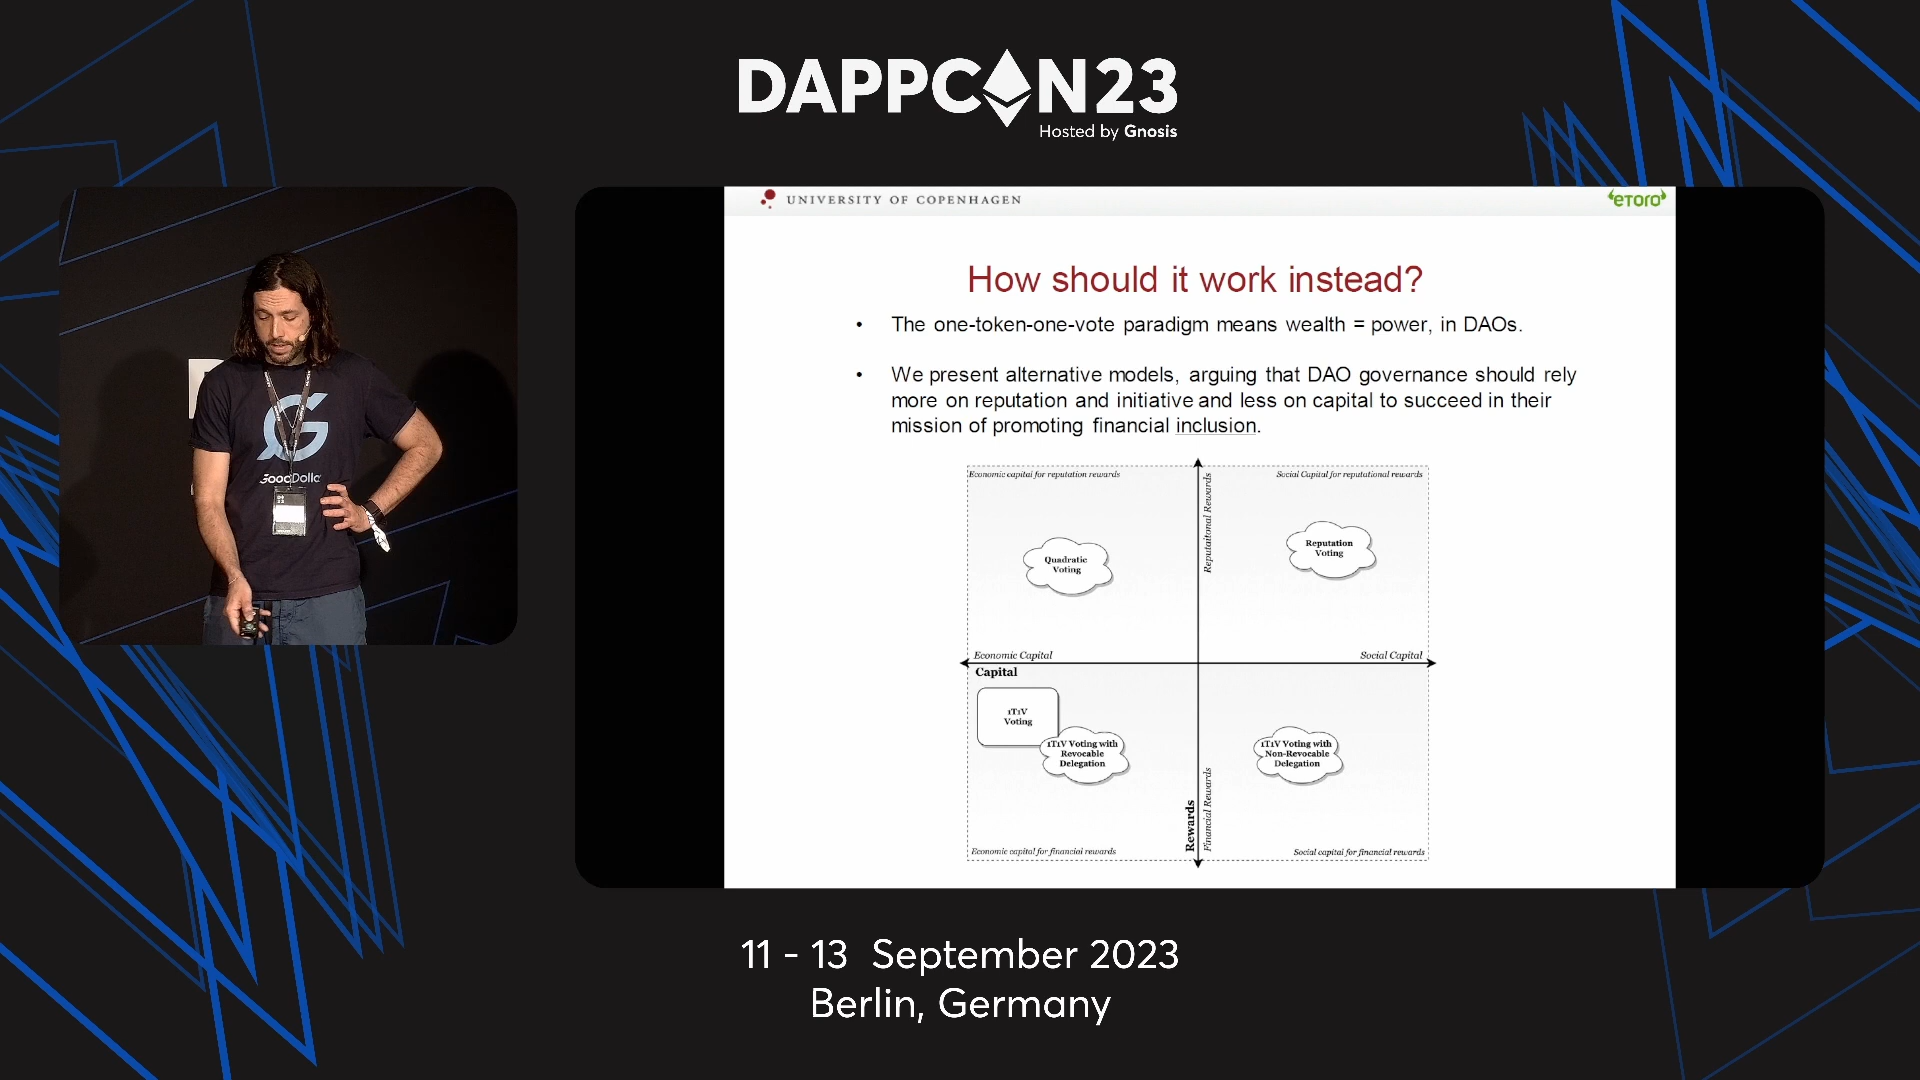 DAPPCON23
Hosted by Gnosis
UNIVERSITY OF COPENHAGEN
eToro
How should it work instead?
• The one-token-one-vote paradigm means wealth = power, in DAOs.
• We present alternative models, arguing that DAO governance should rely
more on reputation and initiative and less on capital to succeed in their
mission of promoting financial inclusion.
Economic capital for reputation rewards
Social Capital for reputational rewards
Reputaitonal Rewards
Quadratic
Voting
Reputation
Voting
Economic Capital
Social Capital
Capital
1T1V
Voting
1T1V Voting with
Revocable
Delegation
1T1V Voting with
Non-Revocable
Delegation
Rewards
Financial Rewards
Economic capital for financial rewards
Social capital for financial rewards
GoodDollar
11 - 13 September 2023
Berlin, Germany